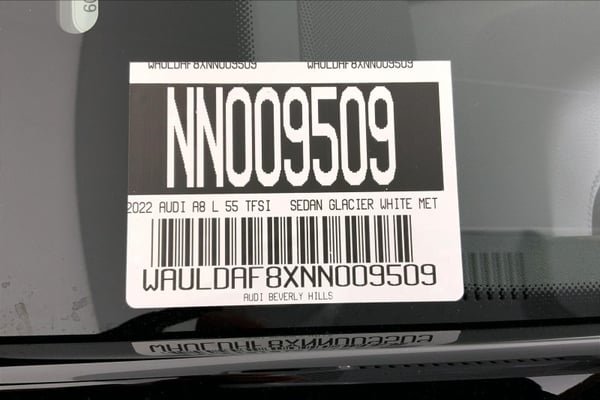 WAULDAF8XNN009509 WAULDAF8XNN009509
NN009509
2022 AUDI A8 L 55 TFSI SEDAN GLACIER WHITE MET
WAULDAF8XNN009509
AUDI BEVERLY HILLS